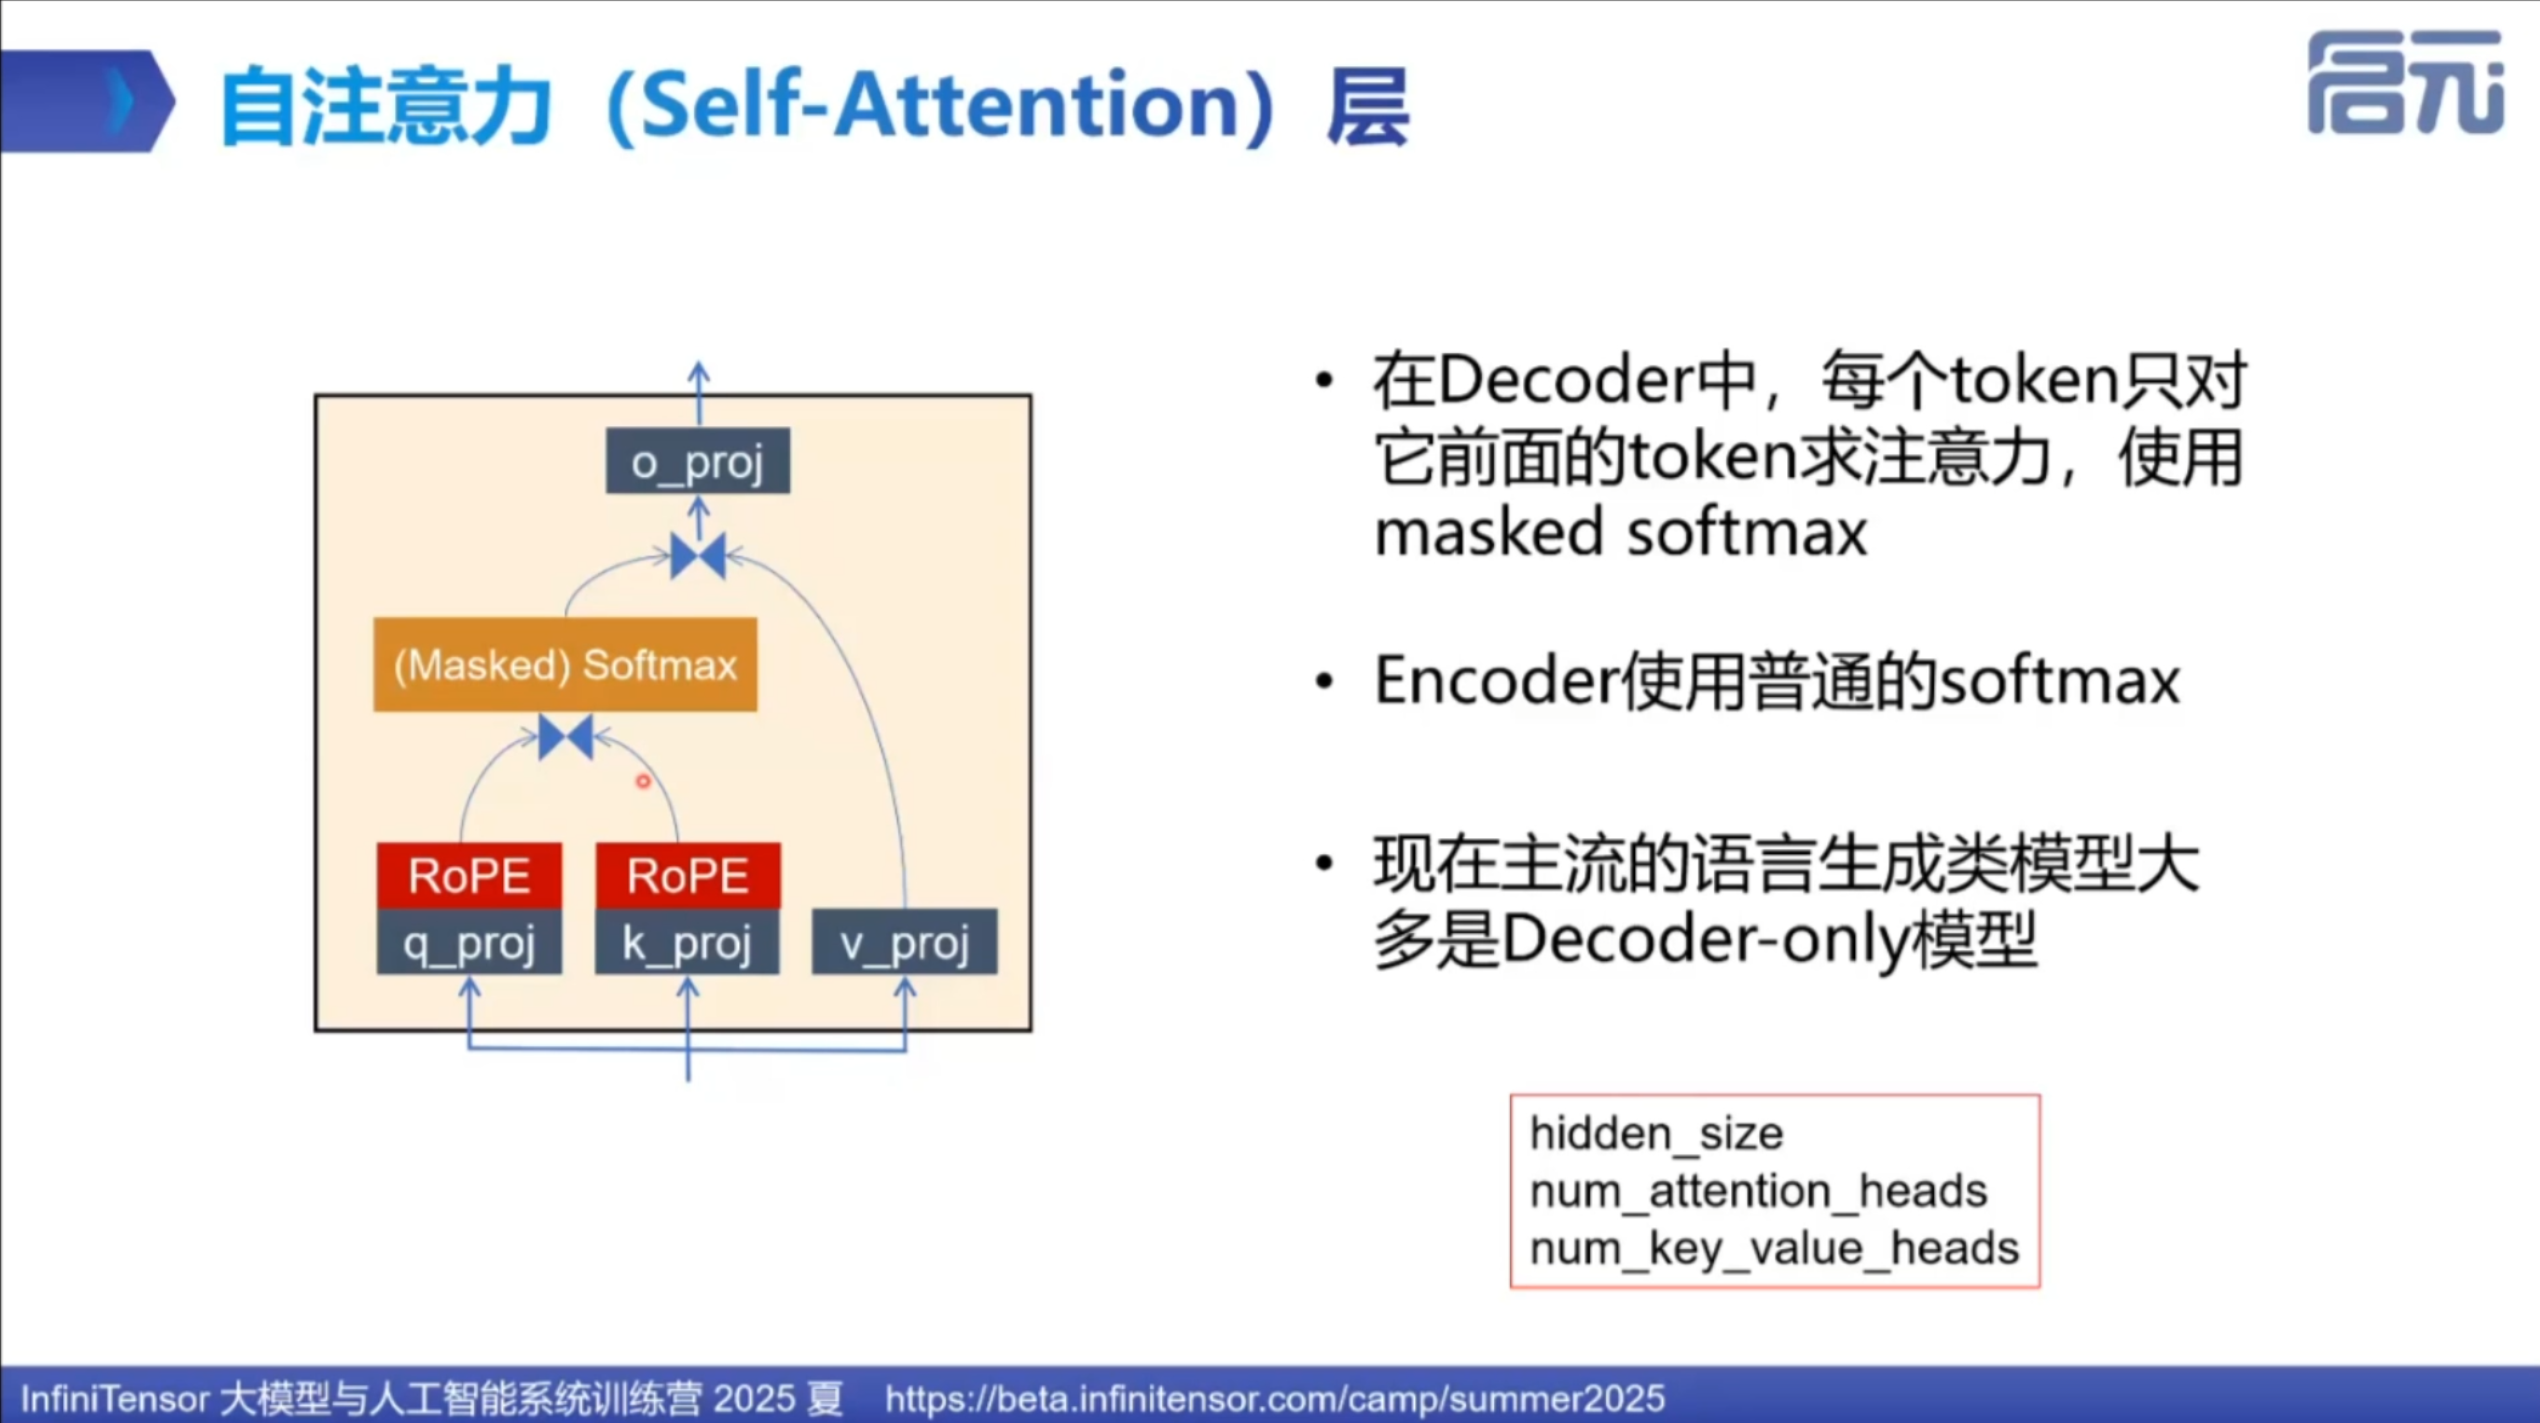 自注意力（Self-Attention）层
启元
o_proj
(Masked) Softmax
RoPE
RoPE
q_proj
k_proj
v_proj
• 在Decoder中，每个token只对
它前面的token求注意力，使用
masked softmax
• Encoder使用普通的softmax
• 现在主流的语言生成类模型大
多是Decoder-only模型
hidden_size
num_attention_heads
num_key_value_heads
InfiniTensor 大模型与人工智能系统训练营 2025 夏 https://beta.infinitensor.com/camp/summer2025